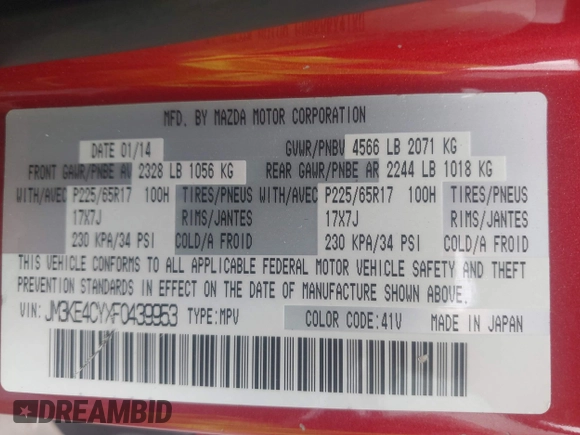 MFD. BY MAZDA MOTOR CORPORATION
DATE 01/14 GVWR/PNBV 4566 LB 2071 KG
FRONT GAWR/PNBE AV 2328 LB 1056 KG REAR GAWR/PNBE AR 2244 LB 1018 KG
WITH/AVEC P225/65R17 100H TIRES/PNEUS WITH/AVEC P225/65R17 100H TIRES/PNEUS
17X7J RIMS/JANTES 17X7J RIMS/JANTES
230 KPA/34 PSI COLD/A FROID 230 KPA/34 PSI COLD/A FROID
THIS VEHICLE CONFORMS TO ALL APPLICABLE FEDERAL MOTOR VEHICLE SAFETY AND THEFT
PREVENTION STANDARDS IN EFFECT ON THE DATE OF MANUFACTURE SHOWN ABOVE.
VIN: JM3KE4CYXF0439953 TYPE:MPV COLOR CODE:41V MADE IN JAPAN
DREAMBID